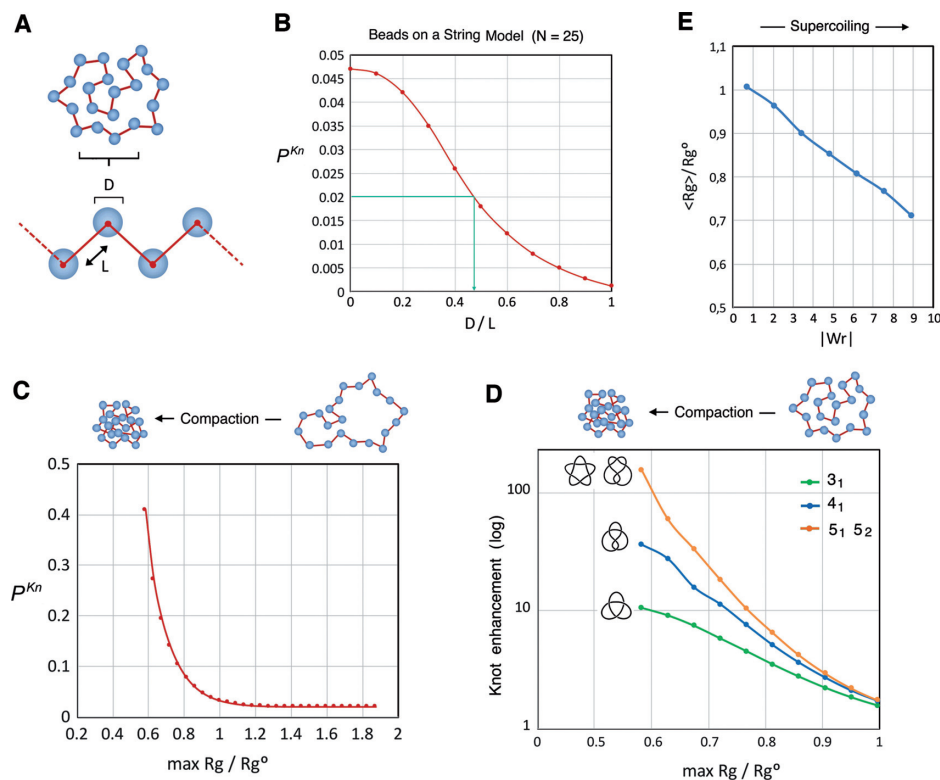 A
D
L
B
Beads on a String Model (N = 25)
P^Kn
0.05
0.045
0.04
0.035
0.03
0.025
0.02
0.015
0.01
0.005
0
0 0.2 0.4 0.6 0.8 1
D / L
E
Supercoiling
<Rg>/Rg°
1,1
1
0,9
0,8
0,7
0,6
0,5
0 1 2 3 4 5 6 7 8 9 10
|Wr|
C
Compaction
P^Kn
0.5
0.4
0.3
0.2
0.1
0
0.2 0.4 0.6 0.8 1 1.2 1.4 1.6 1.8 2
max Rg / Rg°
D
Compaction
Knot enhancement (log)
100
10
1
3₁
4₁
5₁ 5₂
0 0.5 0.6 0.7 0.8 0.9 1
max Rg / Rg°